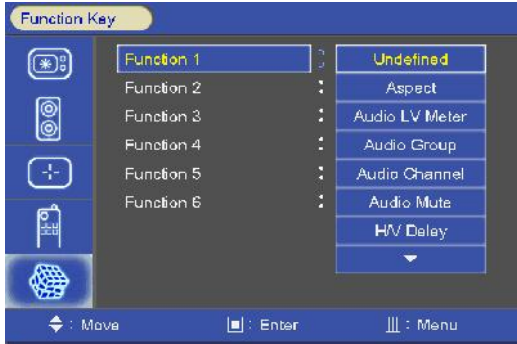 Function Key
Function 1 : Undefined
Function 2 : Aspect
Function 3 : Audio LV Meter
Function 4 : Audio Group
Function 5 : Audio Channel
Function 6 : Audio Mute
H/V Delay
: Move : Enter : Menu